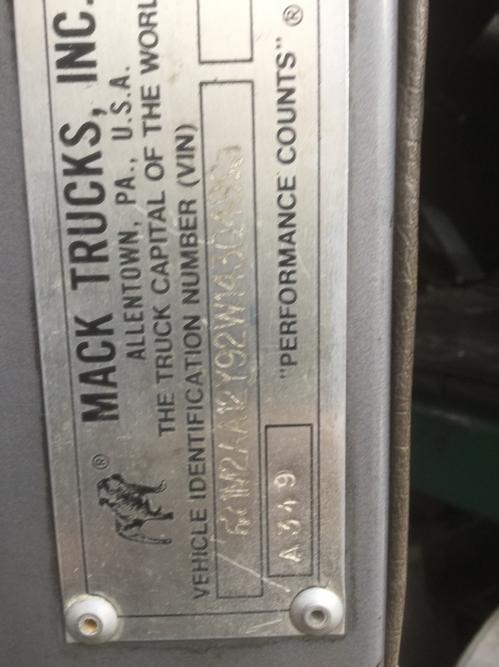 MACK TRUCKS, INC.
®
ALLENTOWN, PA., U.S.A.
THE TRUCK CAPITAL OF THE WORL
VEHICLE IDENTIFICATION NUMBER (VIN)
"PERFORMANCE COUNTS" ®
A349